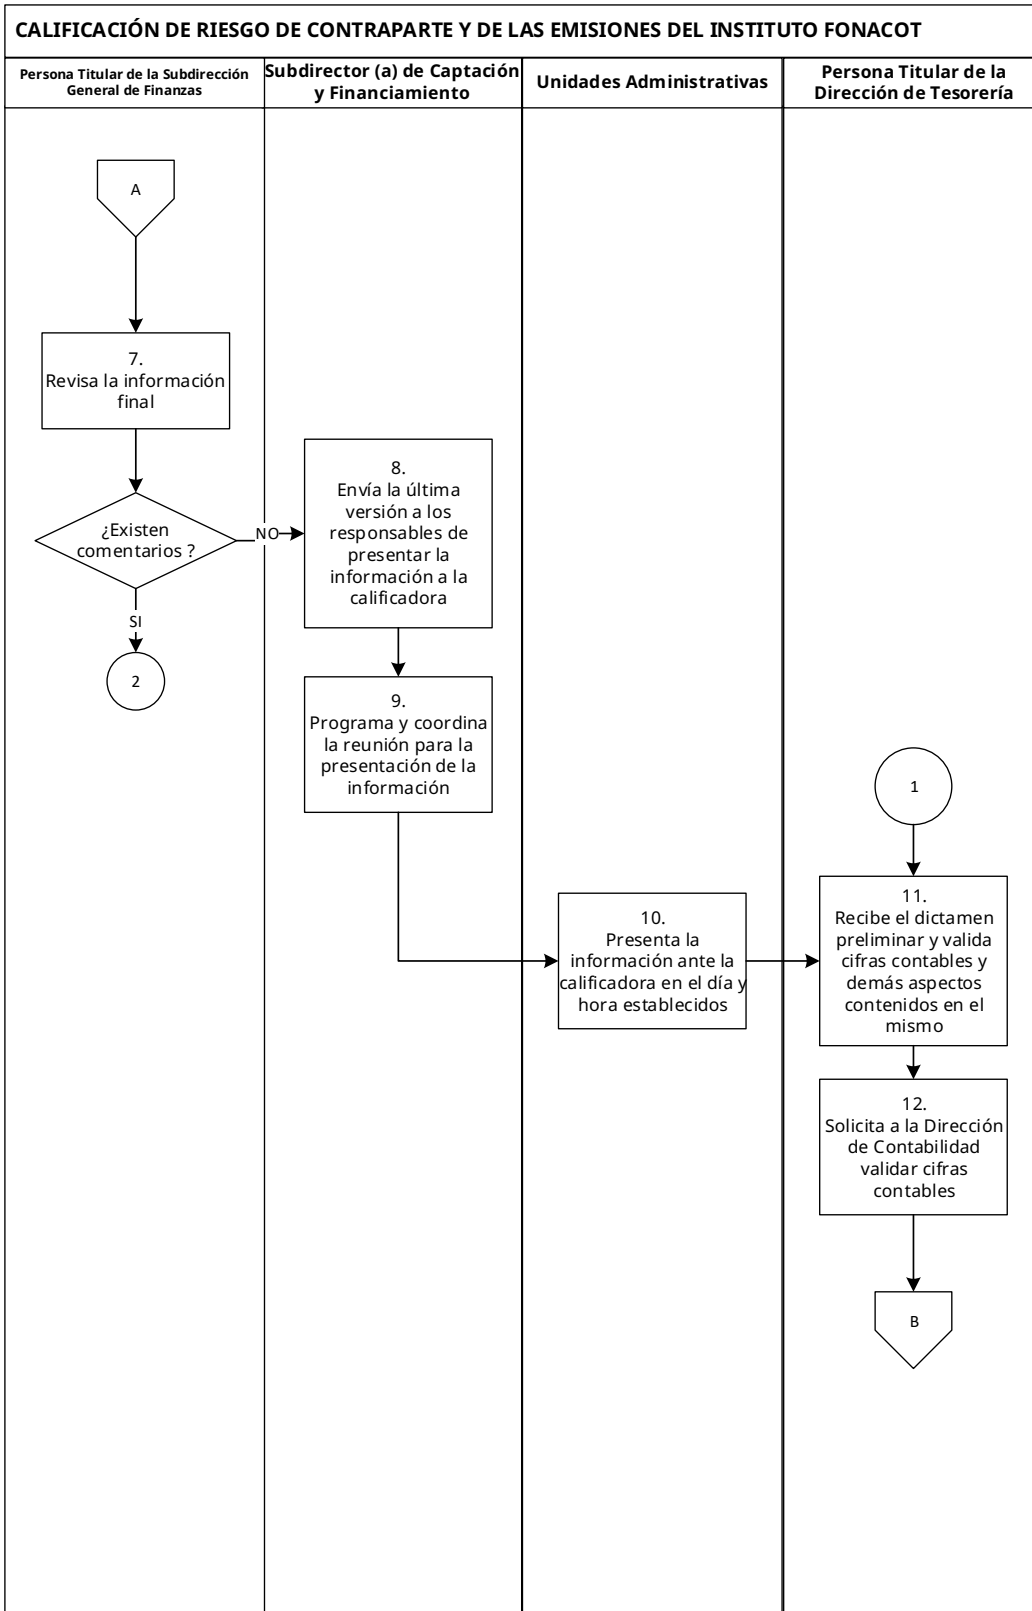 CALIFICACIÓN DE RIESGO DE CONTRAPARTE Y DE LAS EMISIONES DEL INSTITUTO FONACOT
Persona Titular de la Subdirección
General de Finanzas
Subdirector (a) de Captación
y Financiamiento
Unidades Administrativas
Persona Titular de la
Dirección de Tesorería
A
7.
Revisa la información
final
¿Existen
comentarios ?
NO
SI
2
8.
Envía la última
versión a los
responsables de
presentar la
información a la
calificadora
9.
Programa y coordina
la reunión para la
presentación de la
información
10.
Presenta la
información ante la
calificadora en el día y
hora establecidos
1
11.
Recibe el dictamen
preliminar y valida
cifras contables y
demás aspectos
contenidos en el
mismo
12.
Solicita a la Dirección
de Contabilidad
validar cifras
contables
B